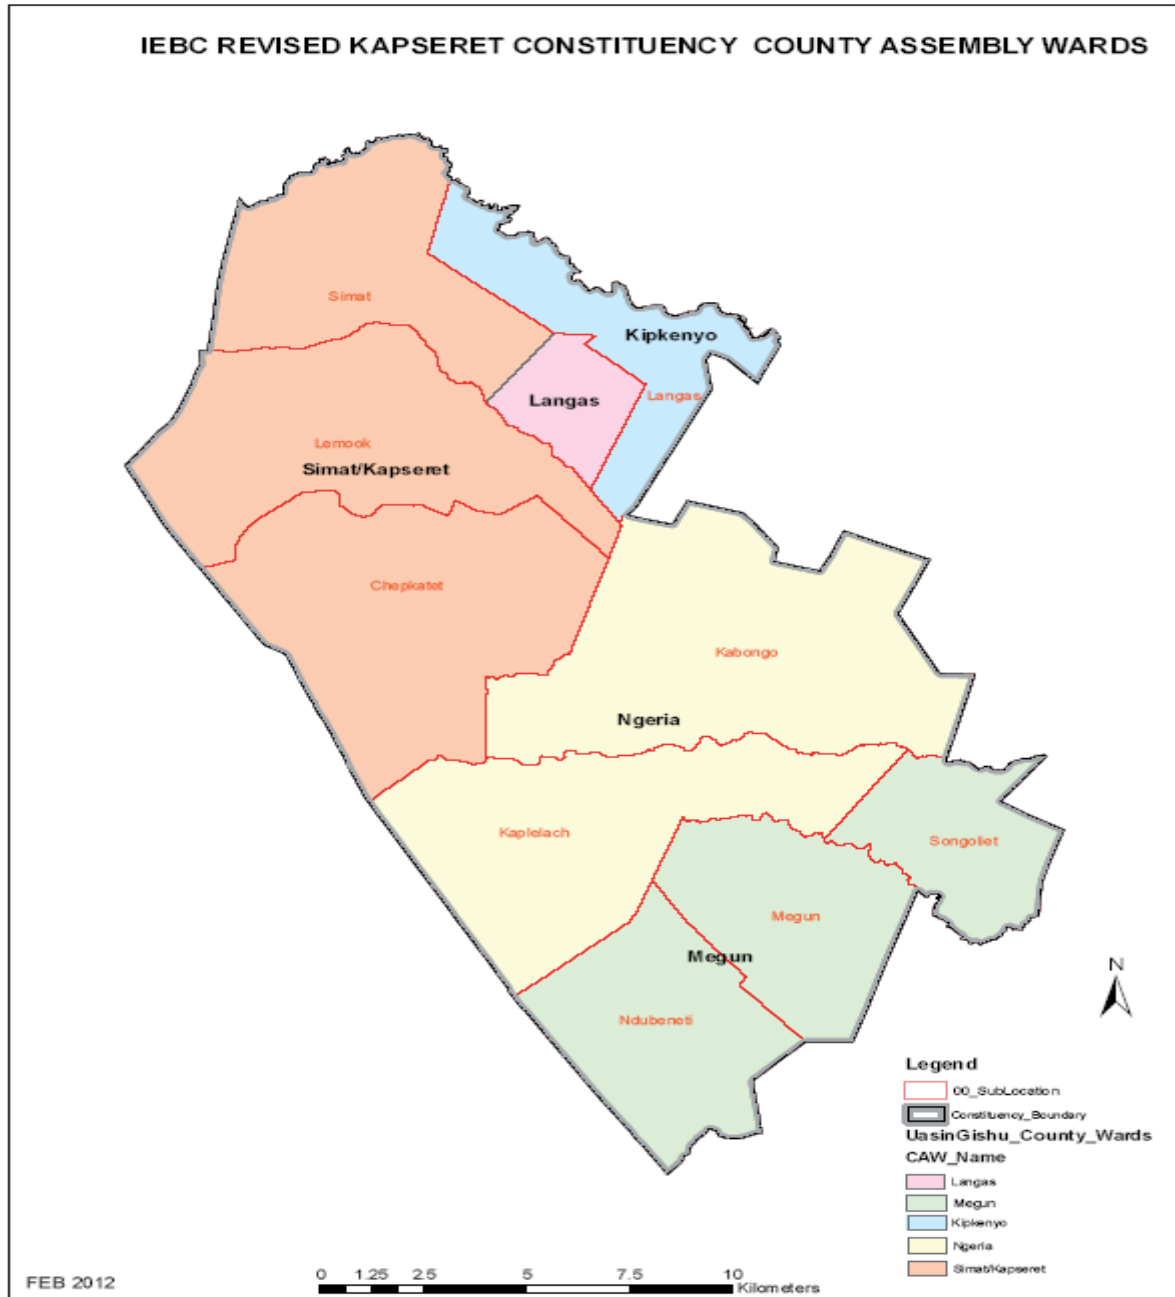 IEBC REVISED KAPSERET CONSTITUENCY COUNTY ASSEMBLY WARDS
Simat
Kipkenyo
Langas
Langas
Lemook
Simat/Kapseret
Chepkatet
Kabongo
Ngeria
Kaplelach
Songoliet
Megun
Megun
Ndubeneti
N
Legend
00_SubLocation
Constituency_Boundary
UasinGishu_County_Wards
CAW_Name
Langas
Megun
Kipkenyo
Ngeria
Simat/Kapseret
FEB 2012
0 1.25 2.5 5 7.5 10
Kilometers